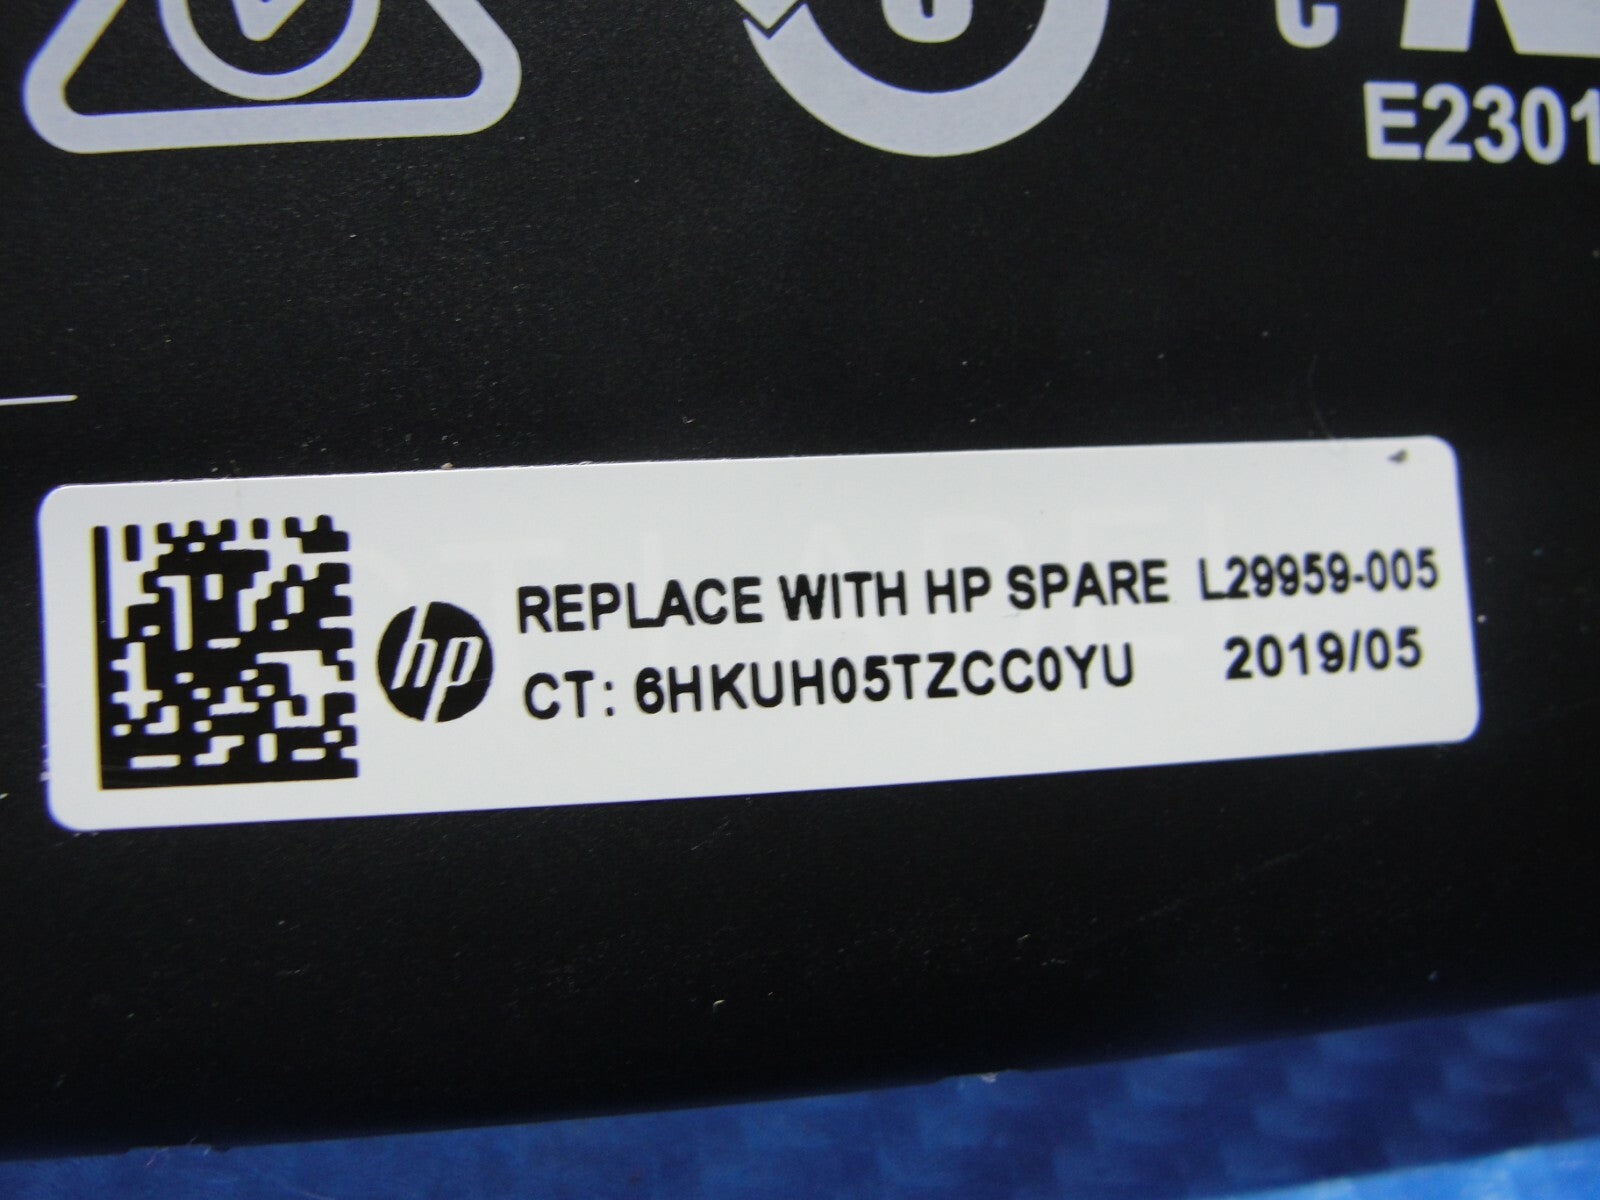 E2301
hp
REPLACE WITH HP SPARE L29959-005
CT: 6HKUH05TZCC0YU 2019/05